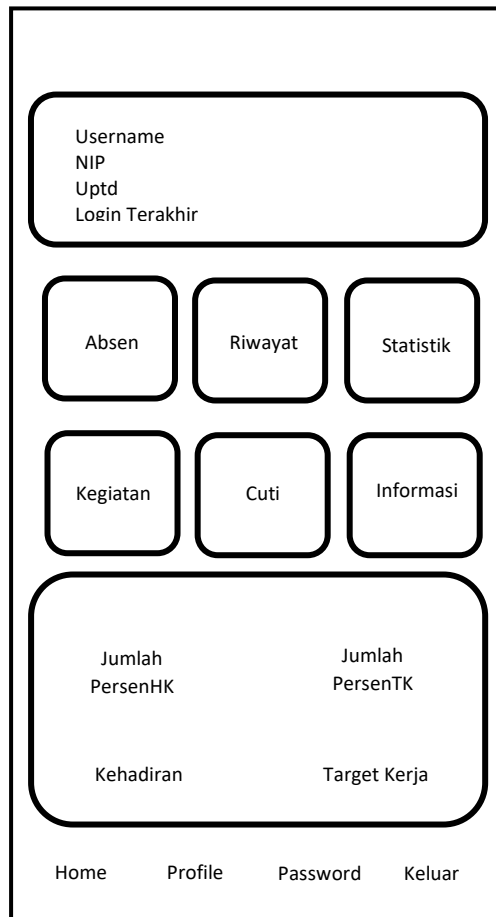 Username
NIP
Uptd
Login Terakhir
Absen
Riwayat
Statistik
Kegiatan
Cuti
Informasi
Jumlah
PersenHK
Jumlah
PersenTK
Kehadiran
Target Kerja
Home
Profile
Password
Keluar